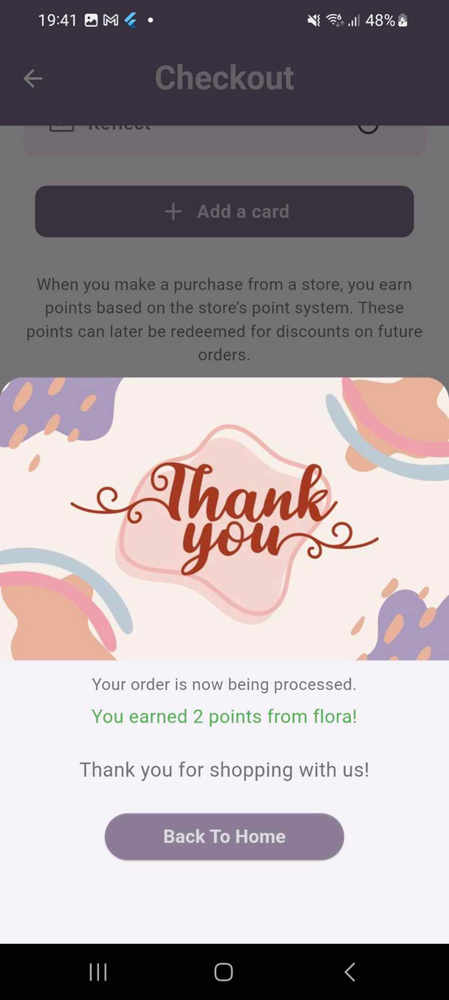 19:41
48%
Checkout
Reflect
+ Add a card
When you make a purchase from a store, you earn
points based on the store's point system. These
points can later be redeemed for discounts on future
orders.
Thank
you
Your order is now being processed.
You earned 2 points from flora!
Thank you for shopping with us!
Back To Home